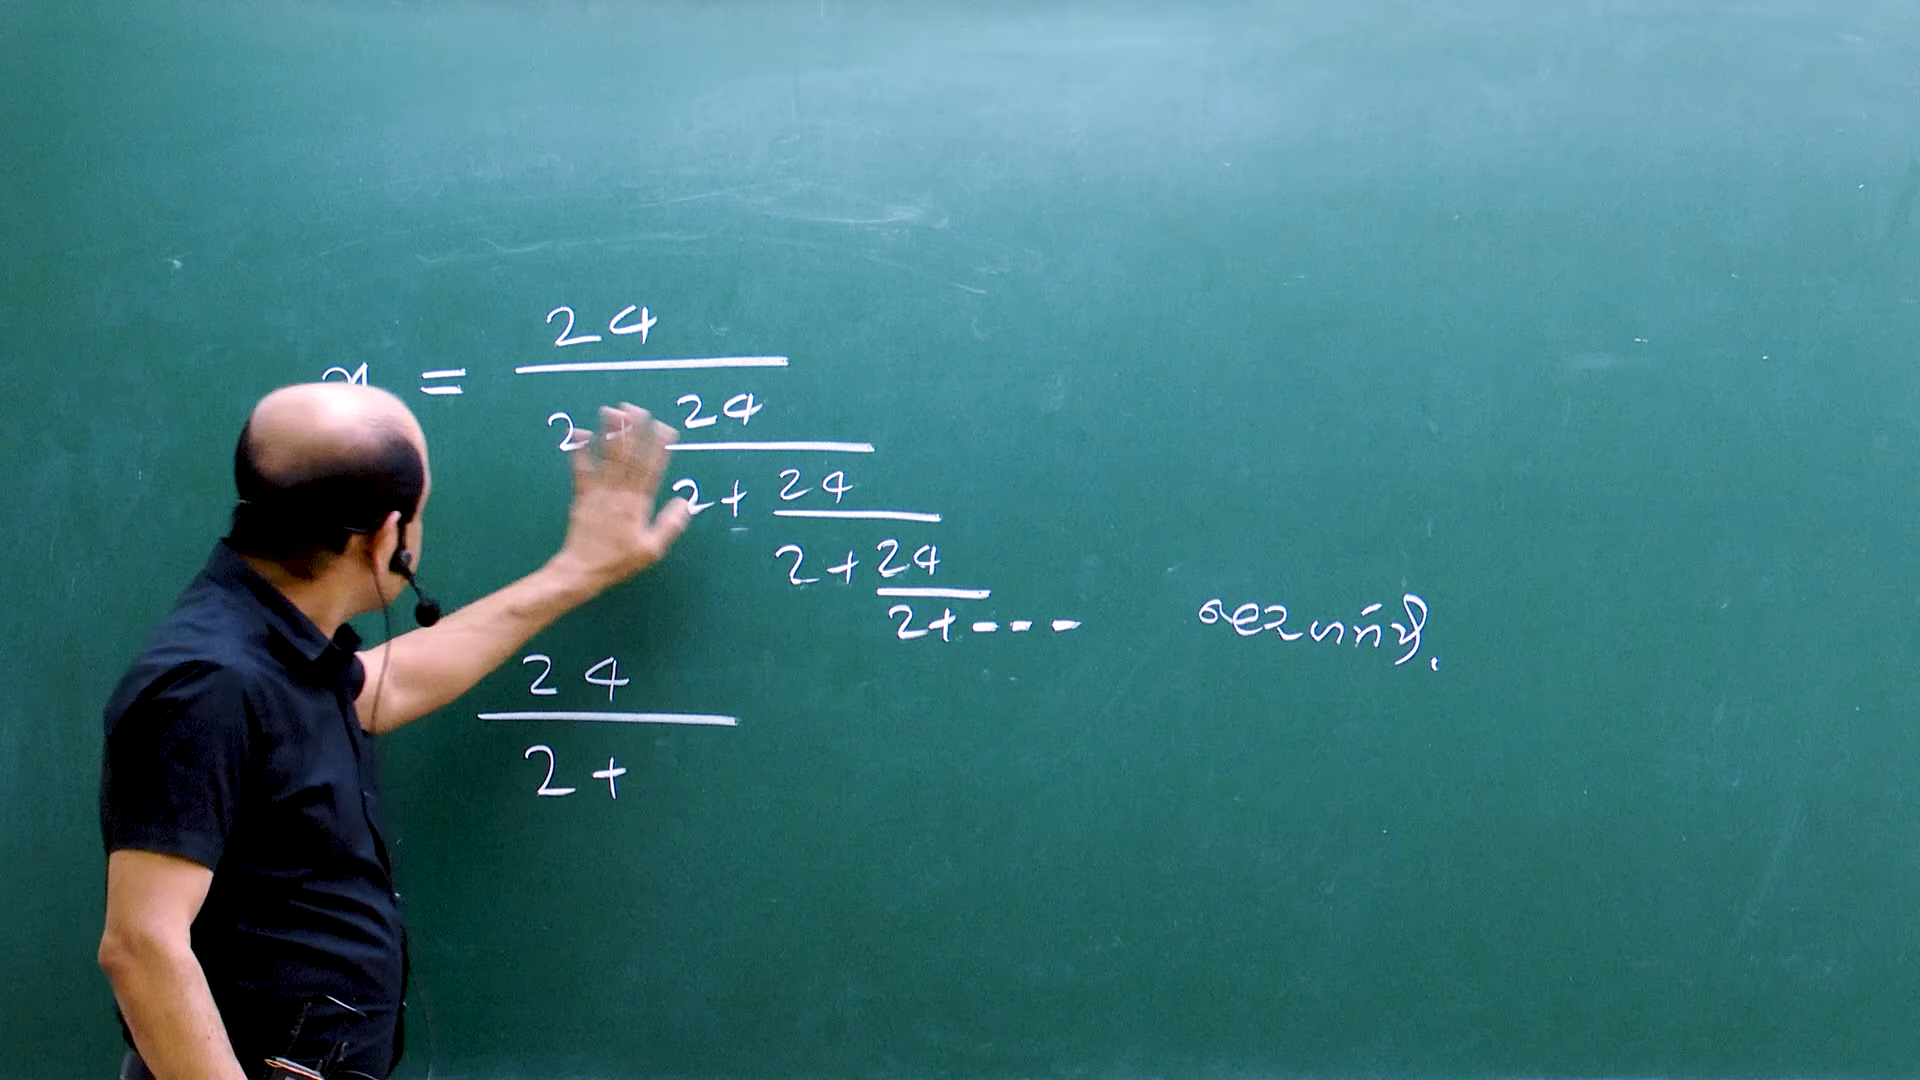 x = 24
2 + 24
2 + 24
2 + 24
2 + - - -
24
2 +